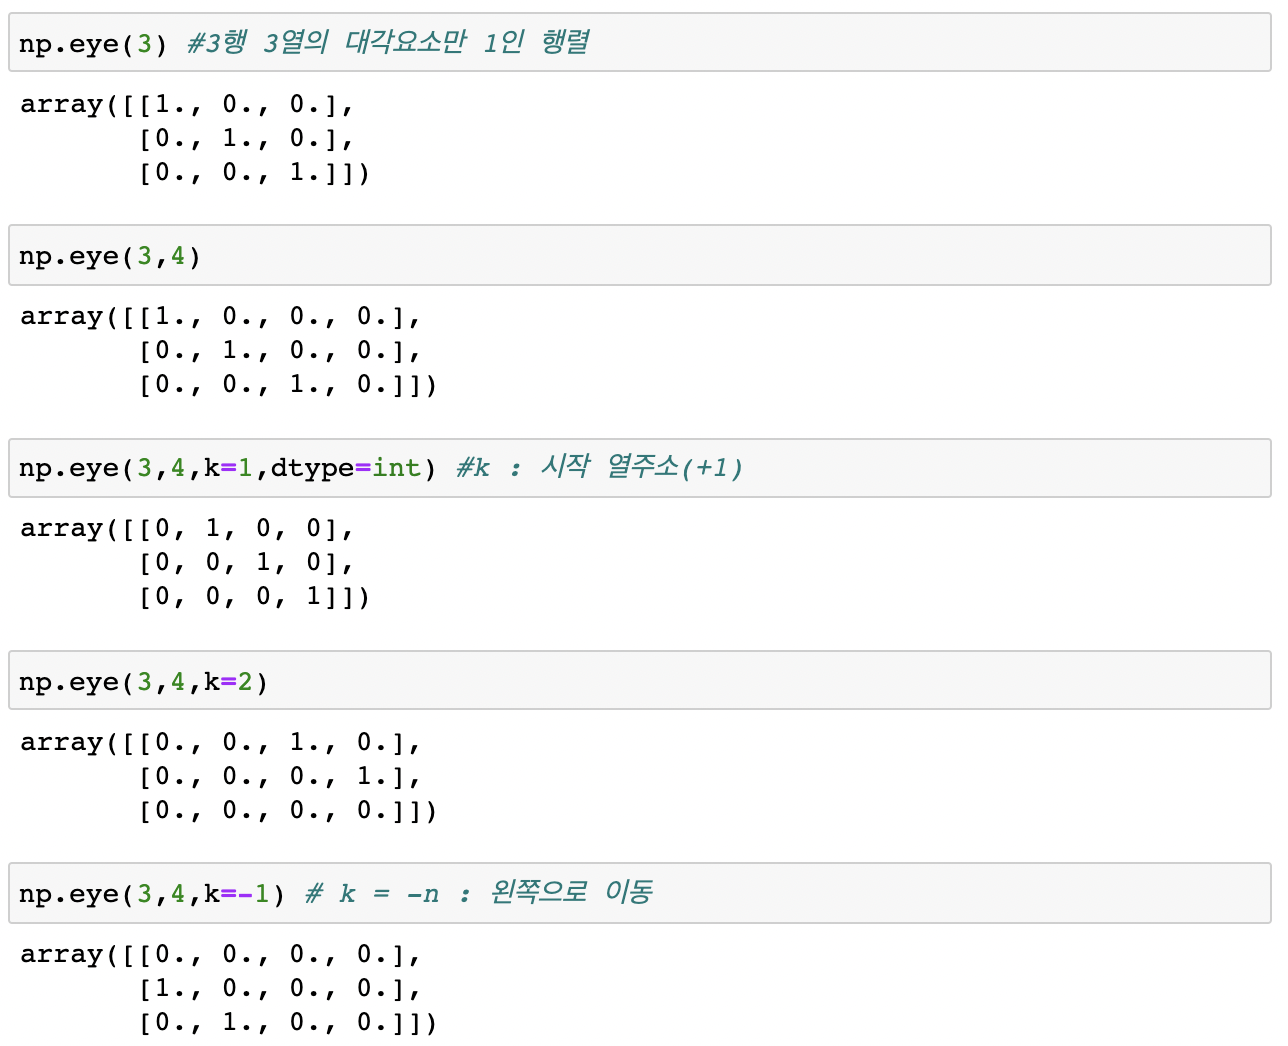 np.eye(3) #3행 3열의 대각요소만 1인 행렬
array([[1., 0., 0.],
       [0., 1., 0.],
       [0., 0., 1.]])
np.eye(3,4)
array([[1., 0., 0., 0.],
       [0., 1., 0., 0.],
       [0., 0., 1., 0.]])
np.eye(3,4,k=1,dtype=int) #k : 시작 열주소(+1)
array([[0, 1, 0, 0],
       [0, 0, 1, 0],
       [0, 0, 0, 1]])
np.eye(3,4,k=2)
array([[0., 0., 1., 0.],
       [0., 0., 0., 1.],
       [0., 0., 0., 0.]])
np.eye(3,4,k=-1) # k = -n : 왼쪽으로 이동
array([[0., 0., 0., 0.],
       [1., 0., 0., 0.],
       [0., 1., 0., 0.]])